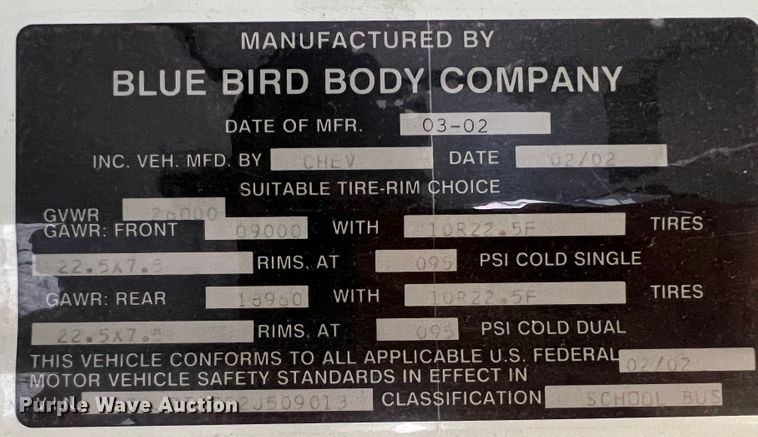 MANUFACTURED BY
BLUE BIRD BODY COMPANY
DATE OF MFR. 03-02
INC. VEH. MFD. BY CHEV DATE 02/02
SUITABLE TIRE-RIM CHOICE
GVWR 26000
GAWR: FRONT 09000 WITH 10R22.5F TIRES
22.5X7.5 RIMS, AT 095 PSI COLD SINGLE
GAWR: REAR WITH 10R22.5F TIRES
22.5X7.5 RIMS, AT 095 PSI COLD DUAL
THIS VEHICLE CONFORMS TO ALL APPLICABLE U.S. FEDERAL 02/02
MOTOR VEHICLE SAFETY STANDARDS IN EFFECT IN
CLASSIFICATION SCHOOL BUS
Purple Wave Auction